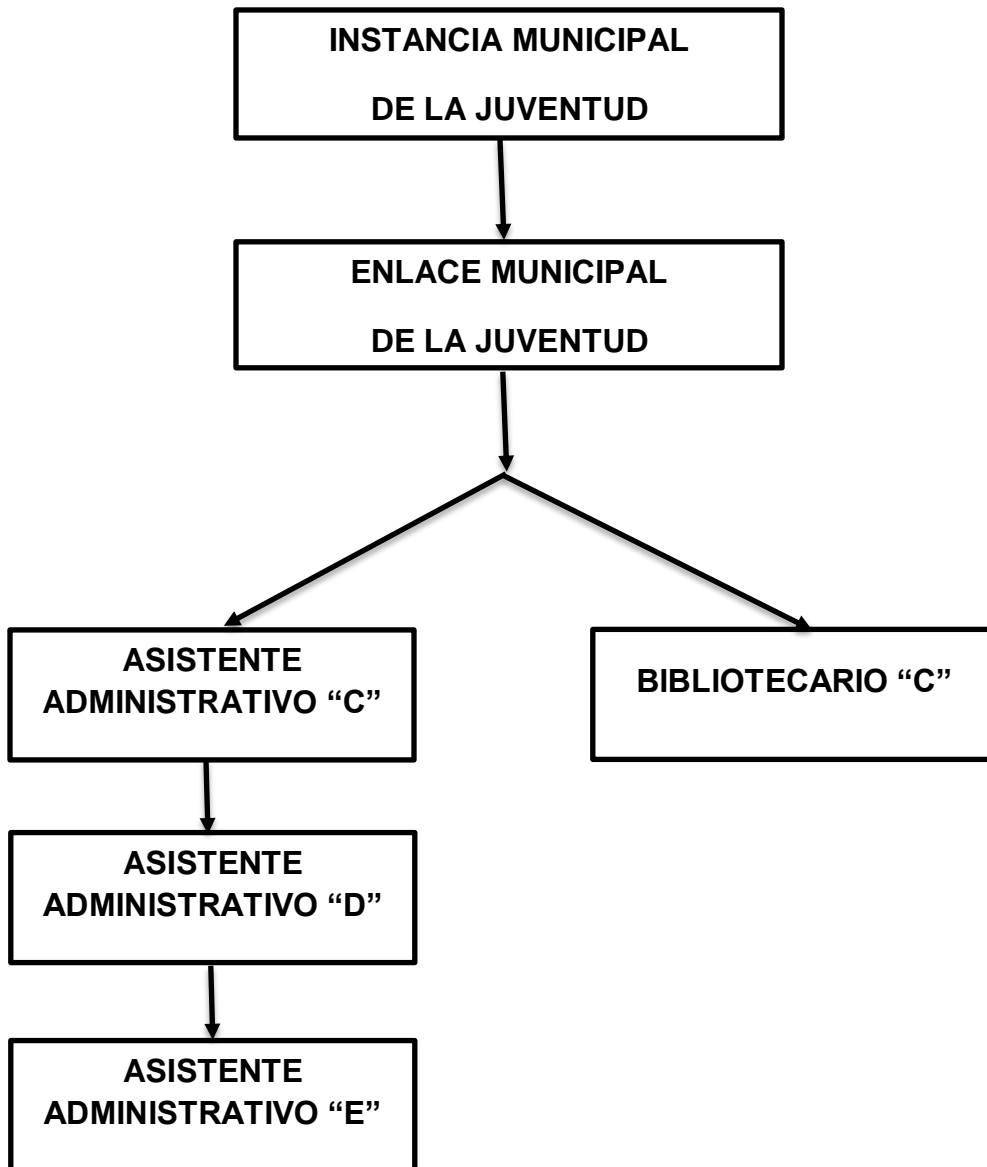 INSTANCIA MUNICIPAL
DE LA JUVENTUD
ENLACE MUNICIPAL
DE LA JUVENTUD
ASISTENTE
ADMINISTRATIVO “C”
BIBLIOTECARIO “C”
ASISTENTE
ADMINISTRATIVO “D”
ASISTENTE
ADMINISTRATIVO “E”